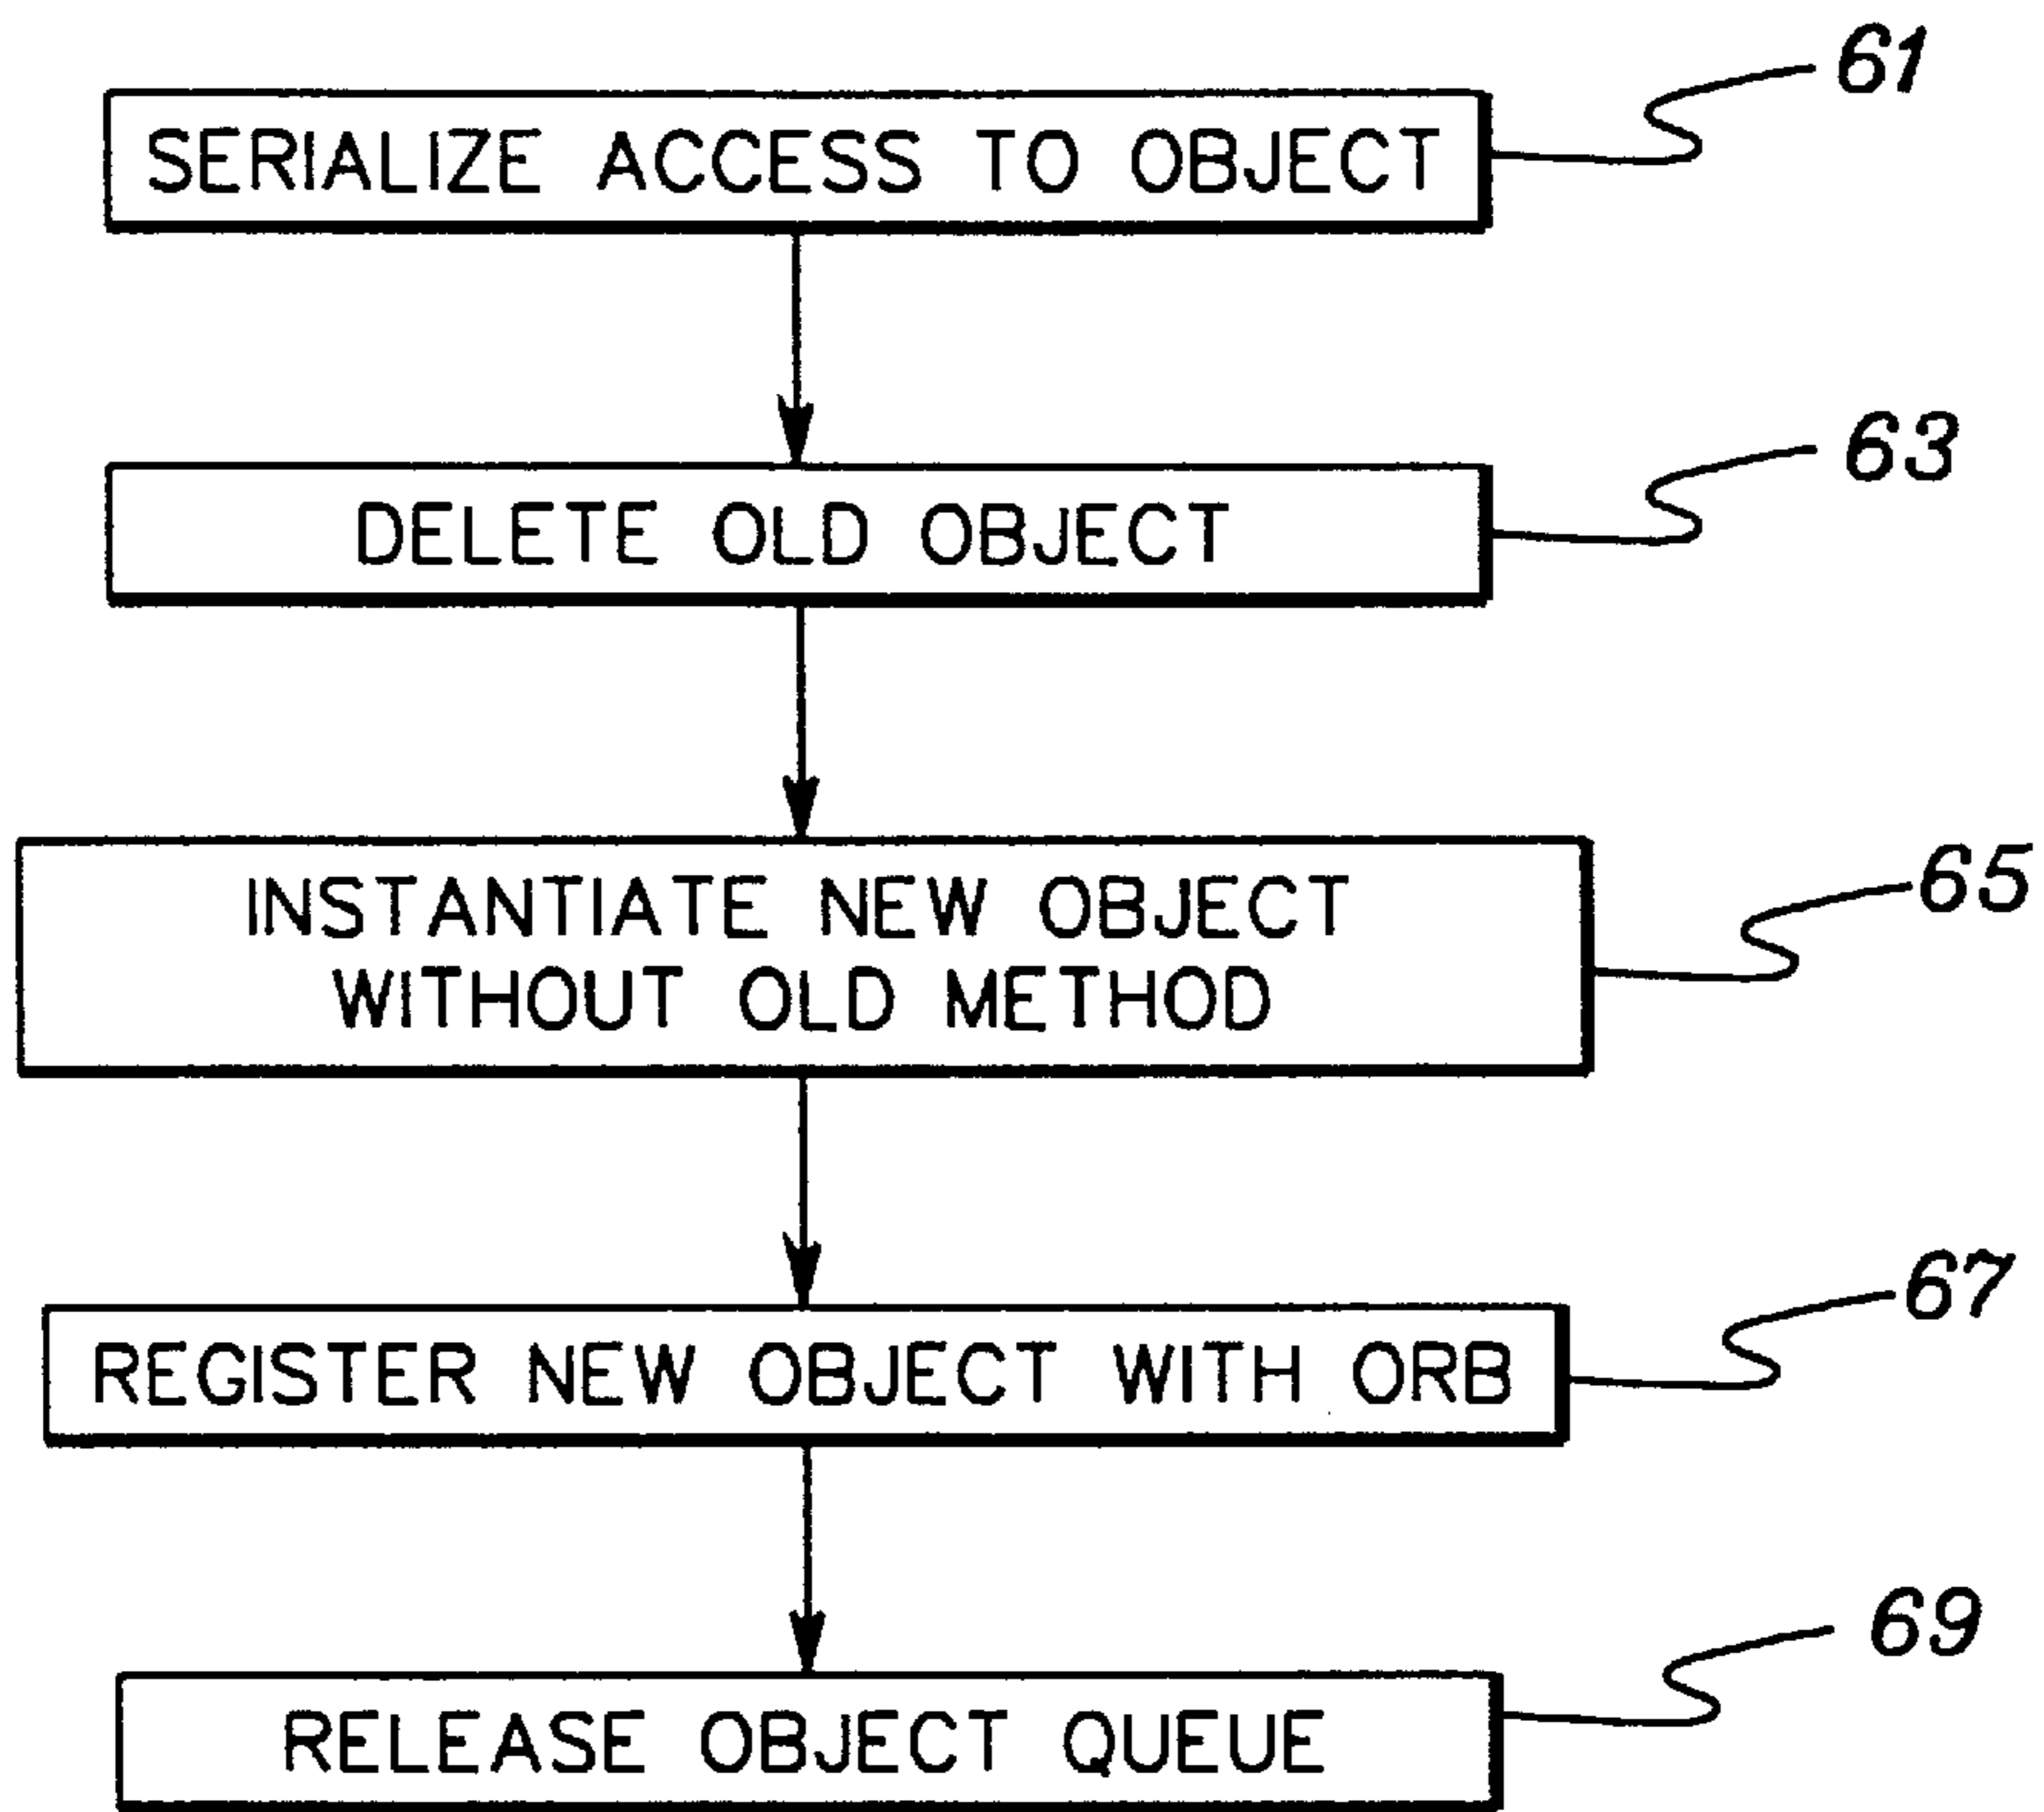 61
SERIALIZE ACCESS TO OBJECT
63
DELETE OLD OBJECT
65
INSTANTIATE NEW OBJECT
WITHOUT OLD METHOD
67
REGISTER NEW OBJECT WITH ORB
69
RELEASE OBJECT QUEUE